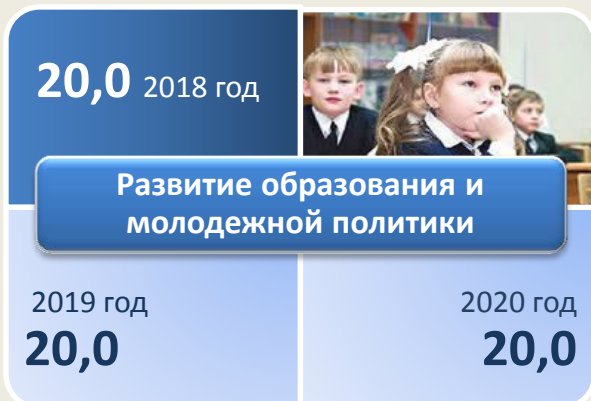 20,0 2018 год
Развитие образования и
молодежной политики
2019 год
20,0
2020 год
20,0